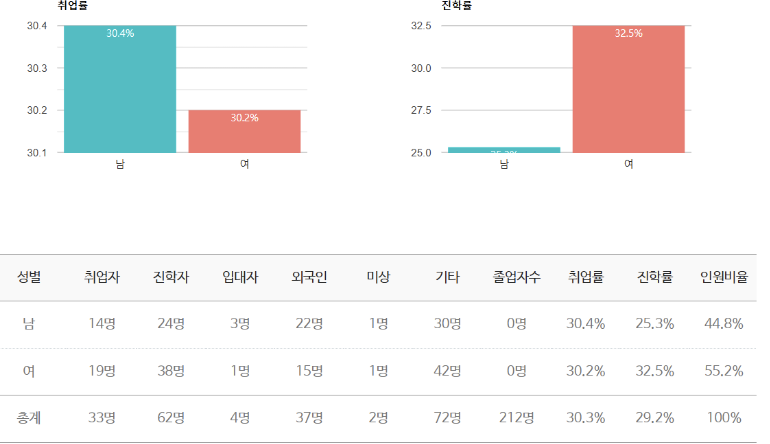 취업률
진학률
30.4
30.3
30.2
30.1
30.4%
30.2%
남
여
32.5
30.0
27.5
25.0
32.5%
남
여
성별 취업자 진학자 입대자 외국인 미상 기타 졸업자수 취업률 진학률 인원비율
남 14명 24명 3명 22명 1명 30명 0명 30.4% 25.3% 44.8%
여 19명 38명 1명 15명 1명 42명 0명 30.2% 32.5% 55.2%
총계 33명 62명 4명 37명 2명 72명 212명 30.3% 29.2% 100%